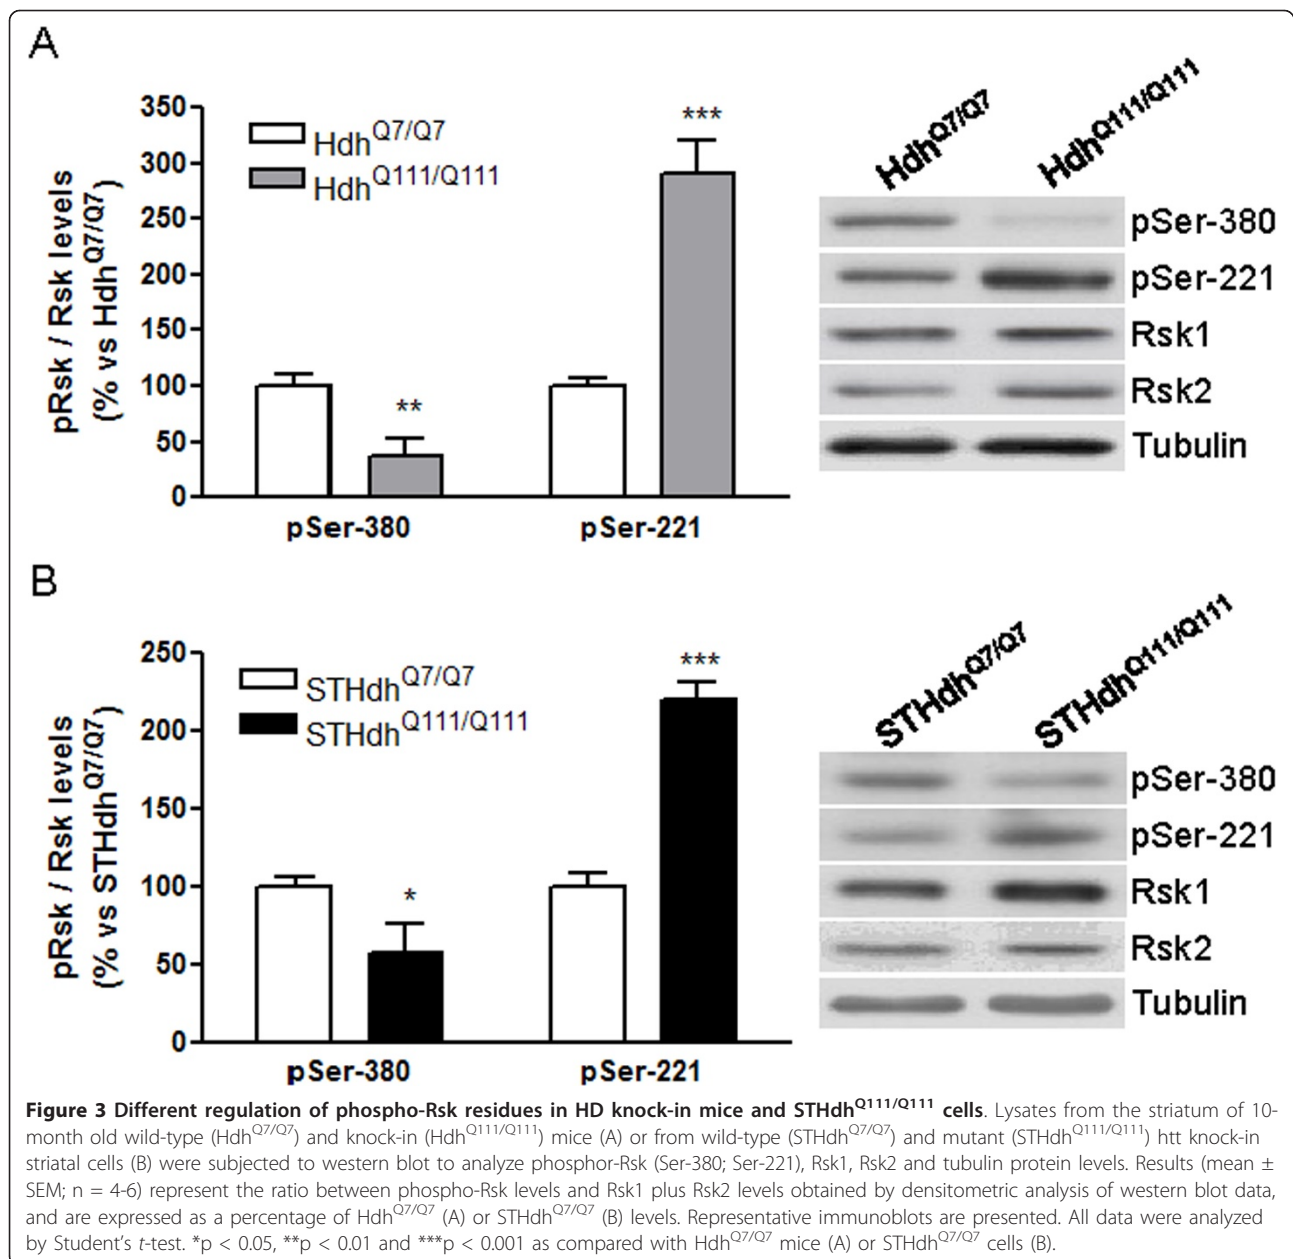 A
350
300
250
200
150
100
50
0
pRsk / Rsk levels
(% vs Hdh^Q7/Q7)
Hdh^Q7/Q7
Hdh^Q111/Q111
**
***
pSer-380
pSer-221
Hdh^Q7/Q7
Hdh^Q111/Q111
pSer-380
pSer-221
Rsk1
Rsk2
Tubulin
B
250
200
150
100
50
0
pRsk / Rsk levels
(% vs STHdh^Q7/Q7)
STHdh^Q7/Q7
STHdh^Q111/Q111
*
***
pSer-380
pSer-221
STHdh^Q7/Q7
STHdh^Q111/Q111
pSer-380
pSer-221
Rsk1
Rsk2
Tubulin
Figure 3 Different regulation of phospho-Rsk residues in HD knock-in mice and STHdh^Q111/Q111 cells. Lysates from the striatum of 10-
month old wild-type (Hdh^Q7/Q7) and knock-in (Hdh^Q111/Q111) mice (A) or from wild-type (STHdh^Q7/Q7) and mutant (STHdh^Q111/Q111) htt knock-in
striatal cells (B) were subjected to western blot to analyze phosphor-Rsk (Ser-380; Ser-221), Rsk1, Rsk2 and tubulin protein levels. Results (mean ±
SEM; n = 4-6) represent the ratio between phospho-Rsk levels and Rsk1 plus Rsk2 levels obtained by densitometric analysis of western blot data,
and are expressed as a percentage of Hdh^Q7/Q7 (A) or STHdh^Q7/Q7 (B) levels. Representative immunoblots are presented. All data were analyzed
by Student's t-test. *p < 0.05, **p < 0.01 and ***p < 0.001 as compared with Hdh^Q7/Q7 mice (A) or STHdh^Q7/Q7 cells (B).